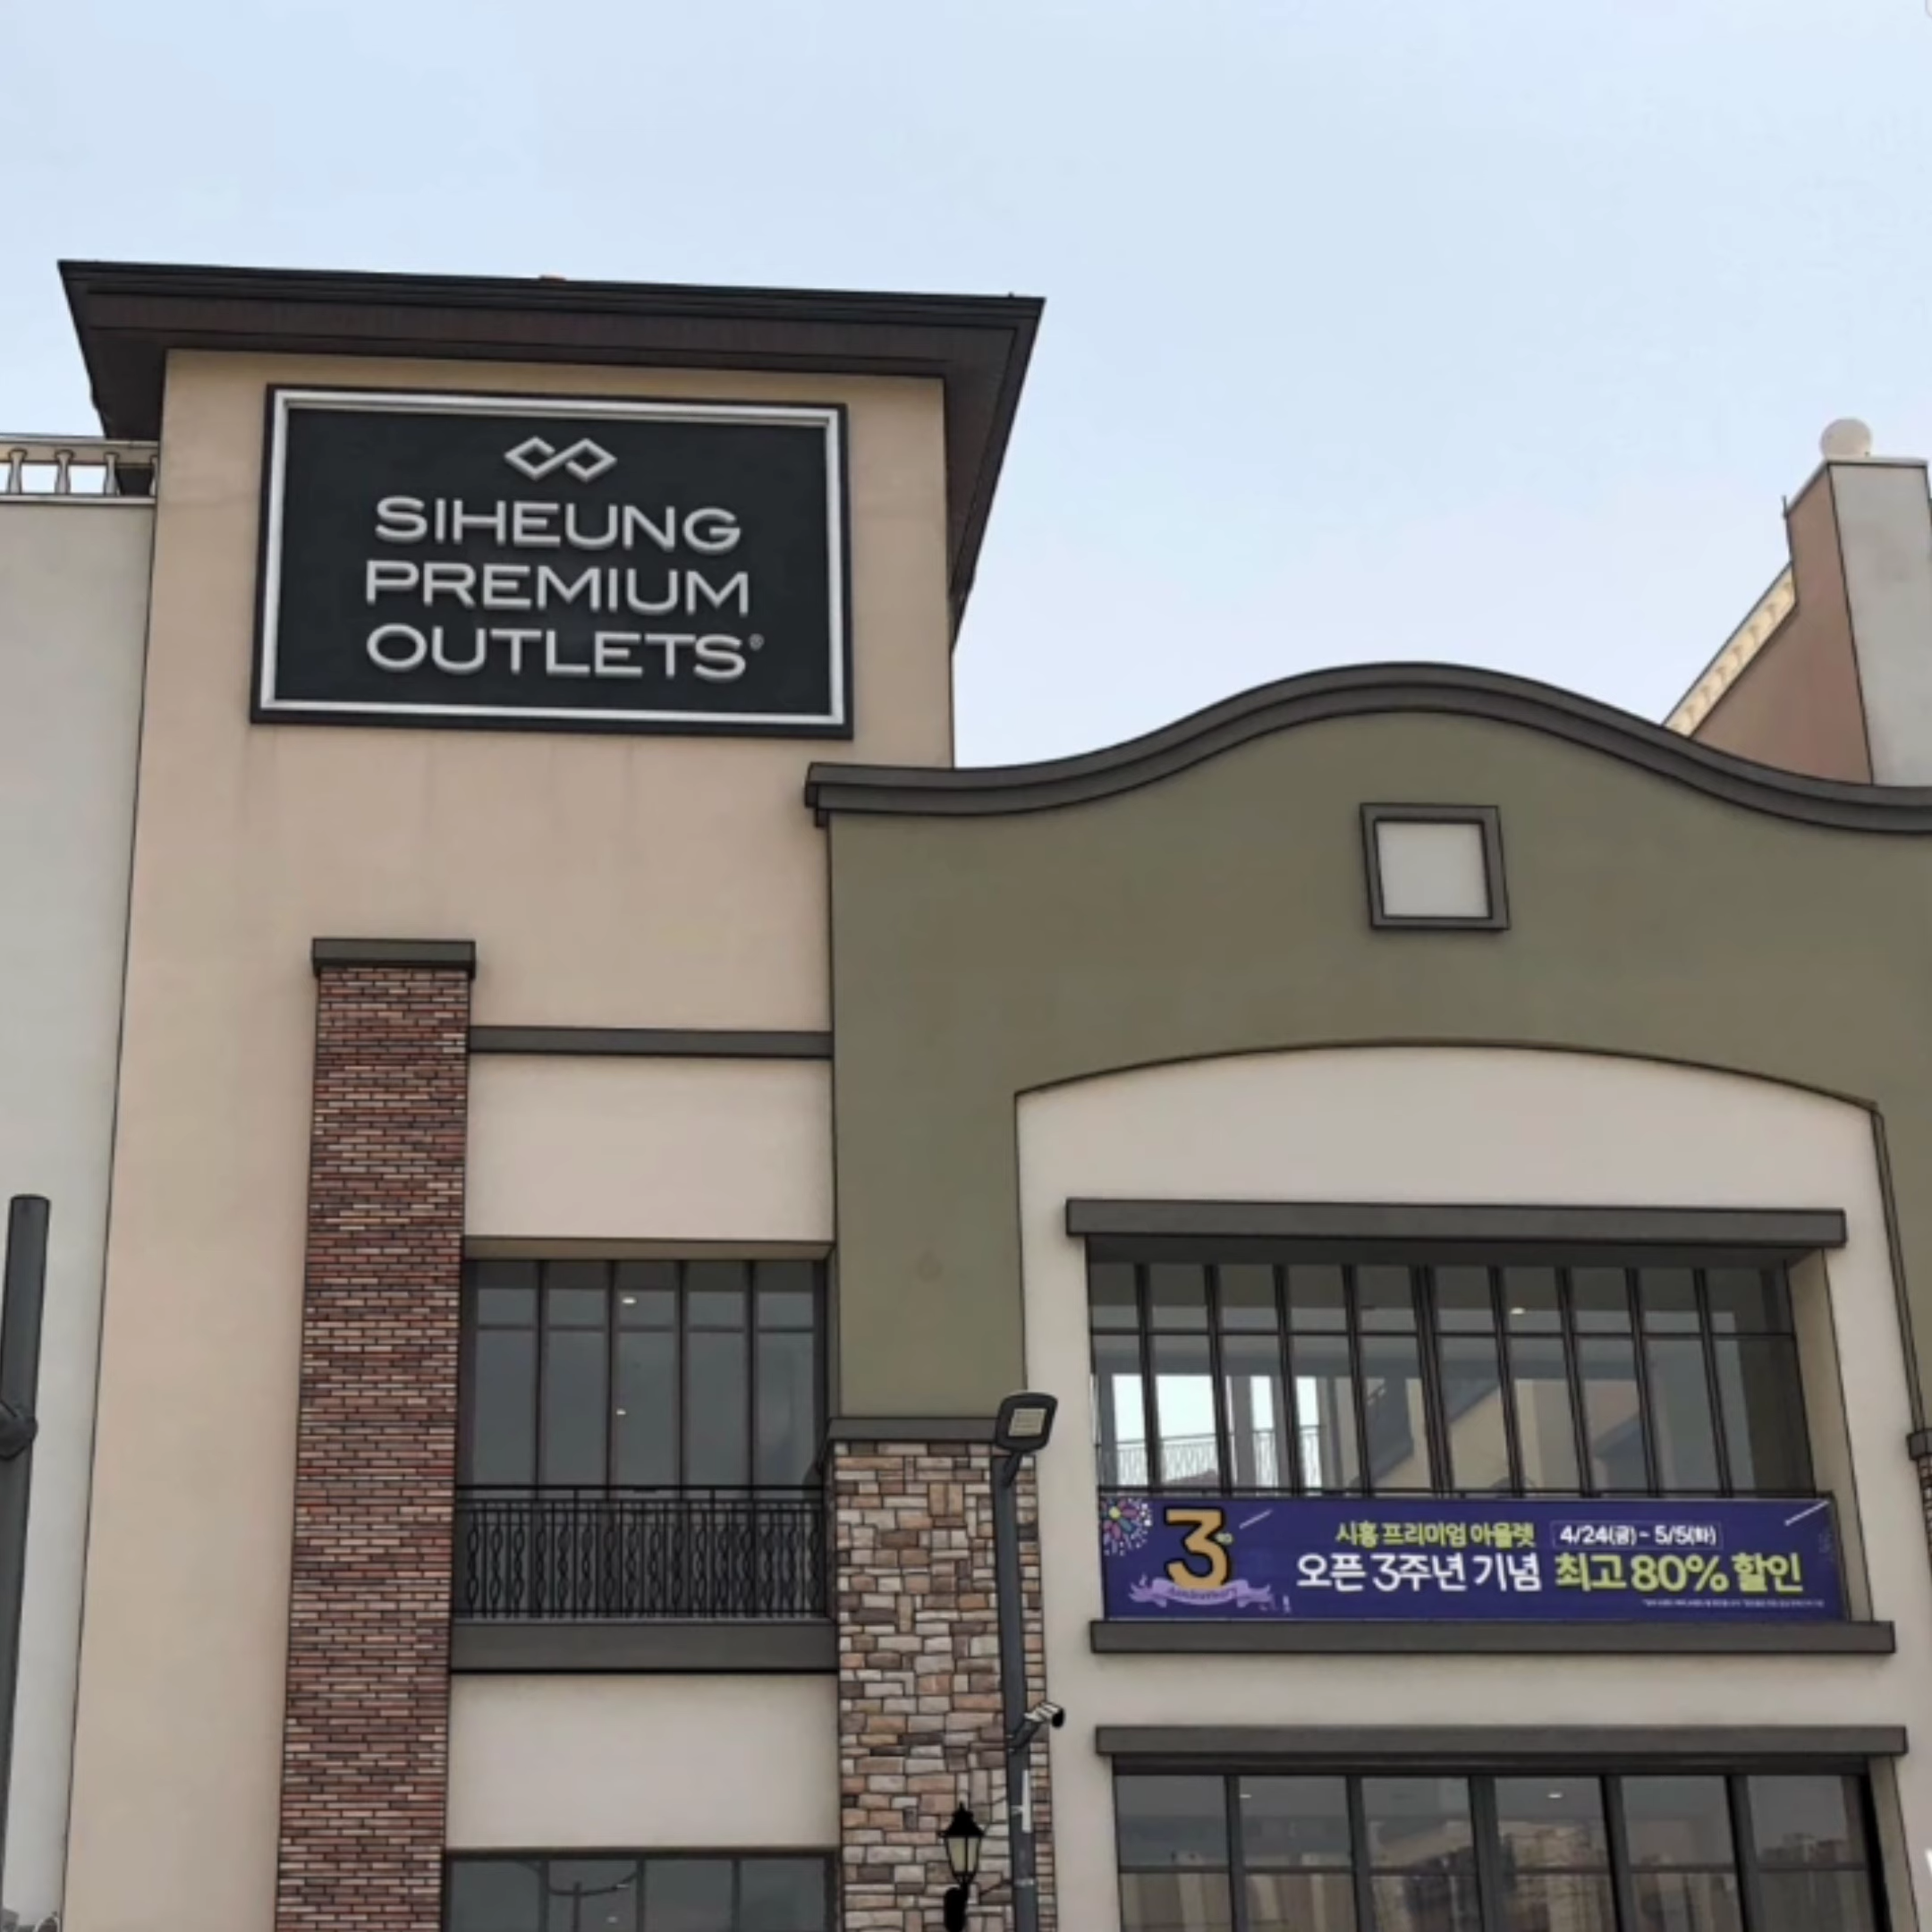 SIHEUNG
PREMIUM
OUTLETS®
3
시흥 프리미엄 아울렛 4/24(금) ~ 5/5(화)
오픈 3주년 기념 최고 80% 할인